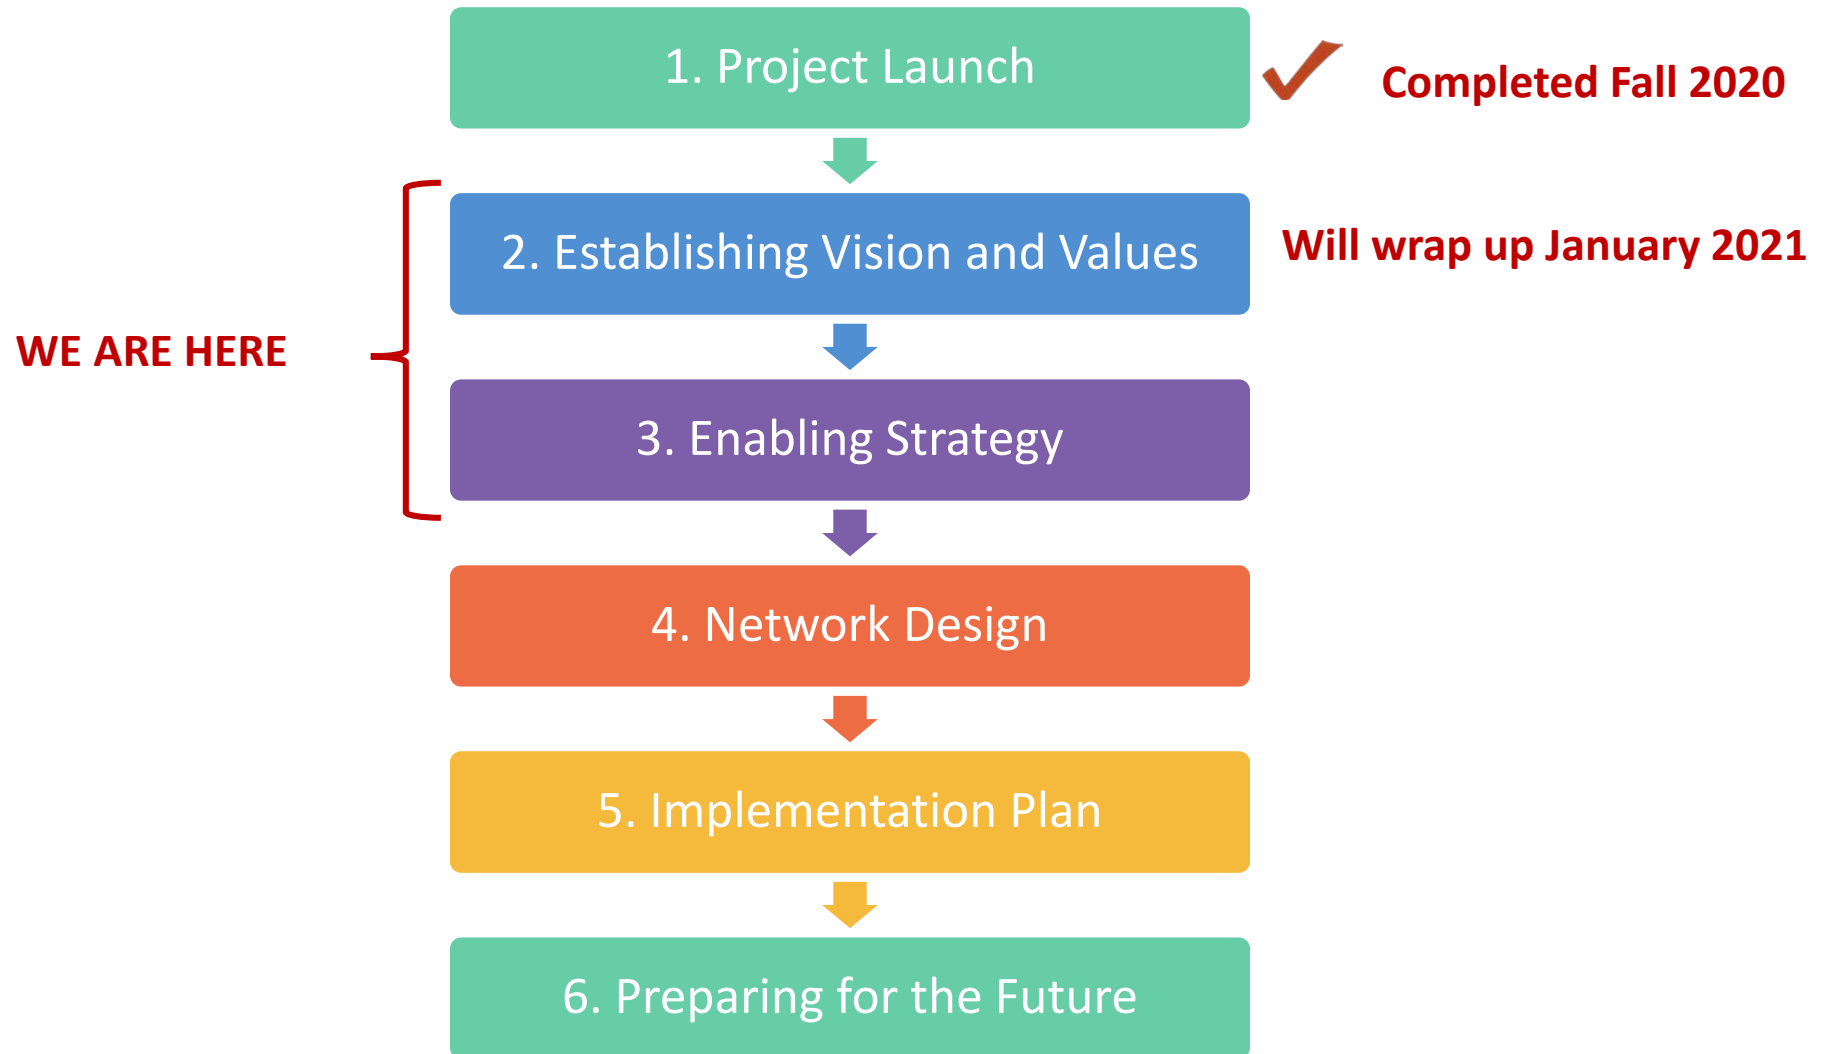 1. Project Launch
Completed Fall 2020
2. Establishing Vision and Values
Will wrap up January 2021
WE ARE HERE
3. Enabling Strategy
4. Network Design
5. Implementation Plan
6. Preparing for the Future